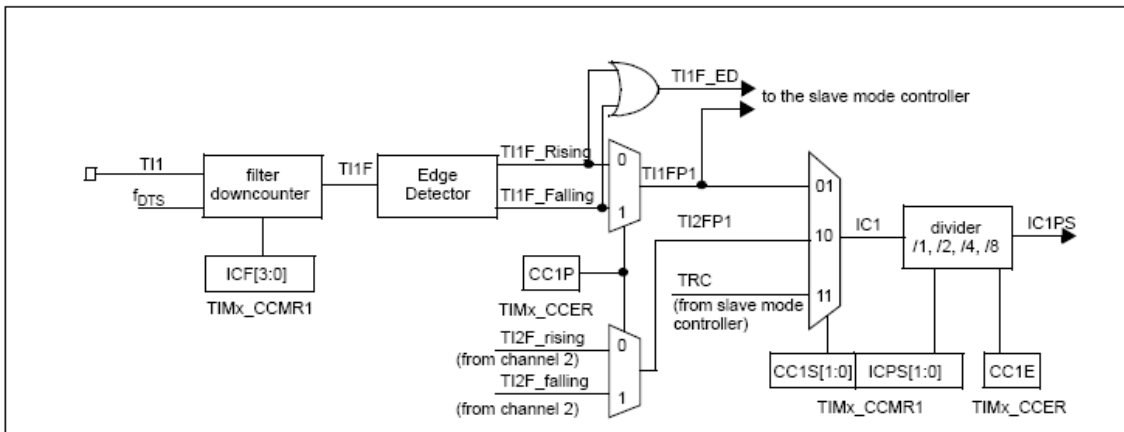 TI1F_ED
to the slave mode controller
TI1
f_DTS
filter
downcounter
TI1F
Edge
Detector
TI1F_Rising
TI1F_Falling
0
1
TI1FP1
TI2FP1
01
10
11
IC1
divider
/1, /2, /4, /8
IC1PS
ICF[3:0]
TIMx_CCMR1
CC1P
TIMx_CCER
TRC
(from slave mode
controller)
TI2F_rising
(from channel 2)
TI2F_falling
(from channel 2)
0
1
CC1S[1:0]
ICPS[1:0]
TIMx_CCMR1
CC1E
TIMx_CCER